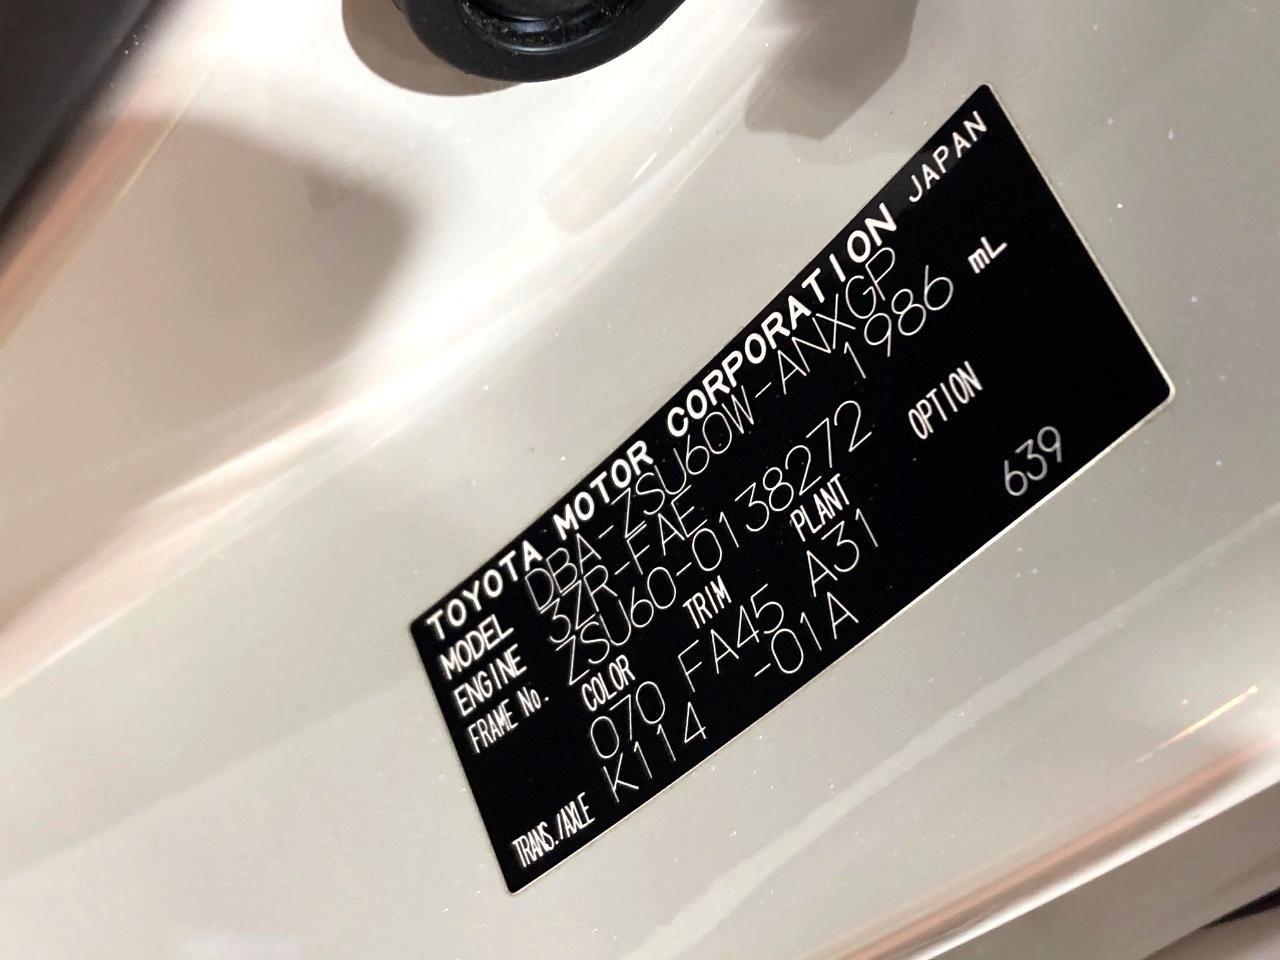 TOYOTA MOTOR CORPORATION JAPAN
MODEL DBA-ZSU60W-ANXGP
ENGINE 3ZR-FAE 1986 mL
FRAME No. ZSU60-0138272
COLOR TRIM PLANT OPTION
070 FA45 A31 639
TRANS./AXLE K114 -01A